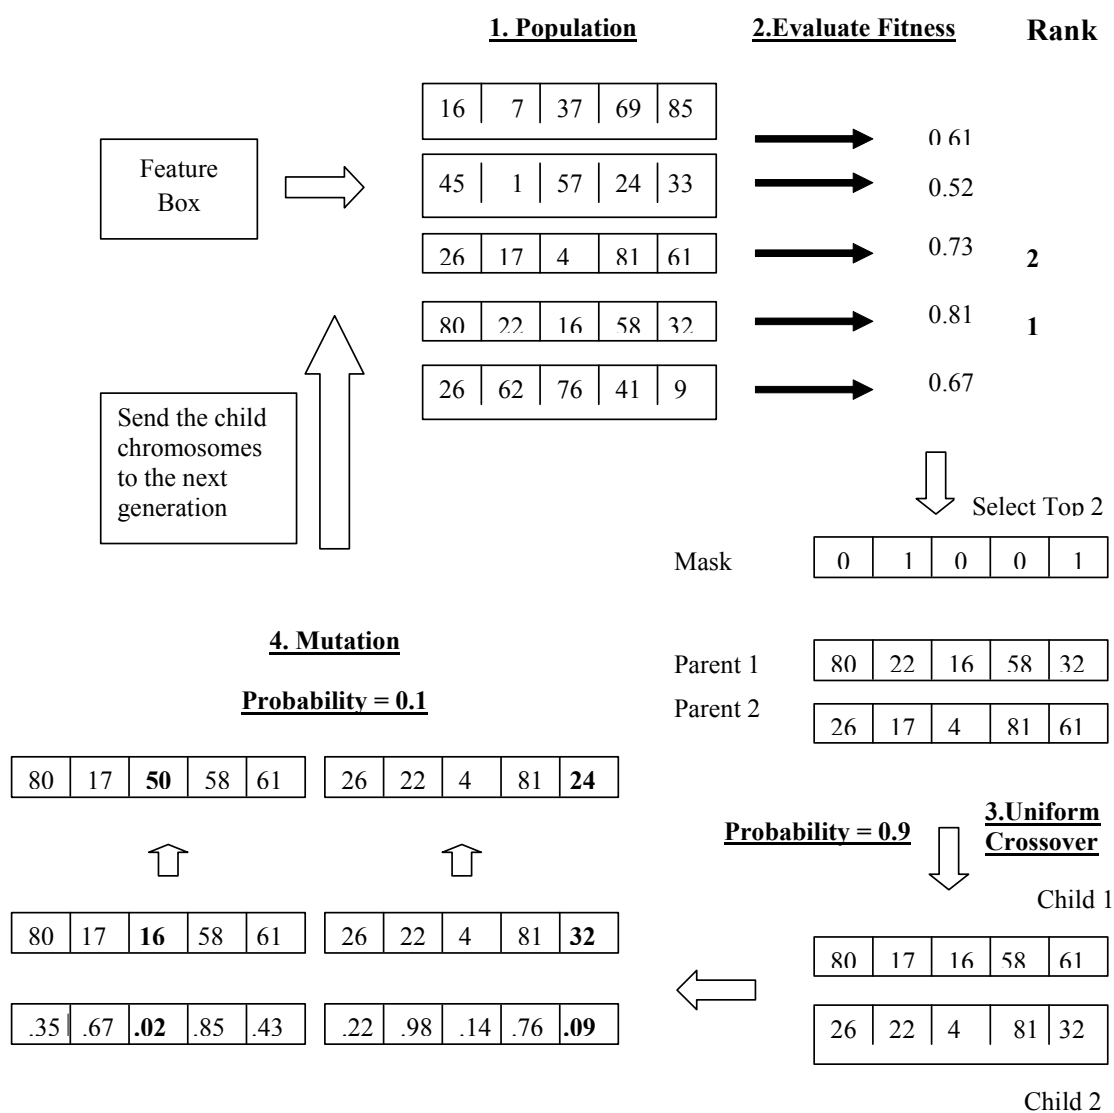 1. Population 2.Evaluate Fitness Rank
16 7 37 69 85
0.61
Feature
Box
45 1 57 24 33
0.52
26 17 4 81 61
0.73
2
80 22 16 58 32
0.81
1
26 62 76 41 9
0.67
Send the child
chromosomes
to the next
generation
Select Top 2
Mask 0 1 0 0 1
4. Mutation
Probability = 0.1
Parent 1 80 22 16 58 32
Parent 2 26 17 4 81 61
80 17 50 58 61 26 22 4 81 24
Probability = 0.9
3.Uniform
Crossover
Child 1
80 17 16 58 61 26 22 4 81 32
80 17 16 58 61
.35 .67 .02 .85 .43 .22 .98 .14 .76 .09
26 22 4 81 32
Child 2